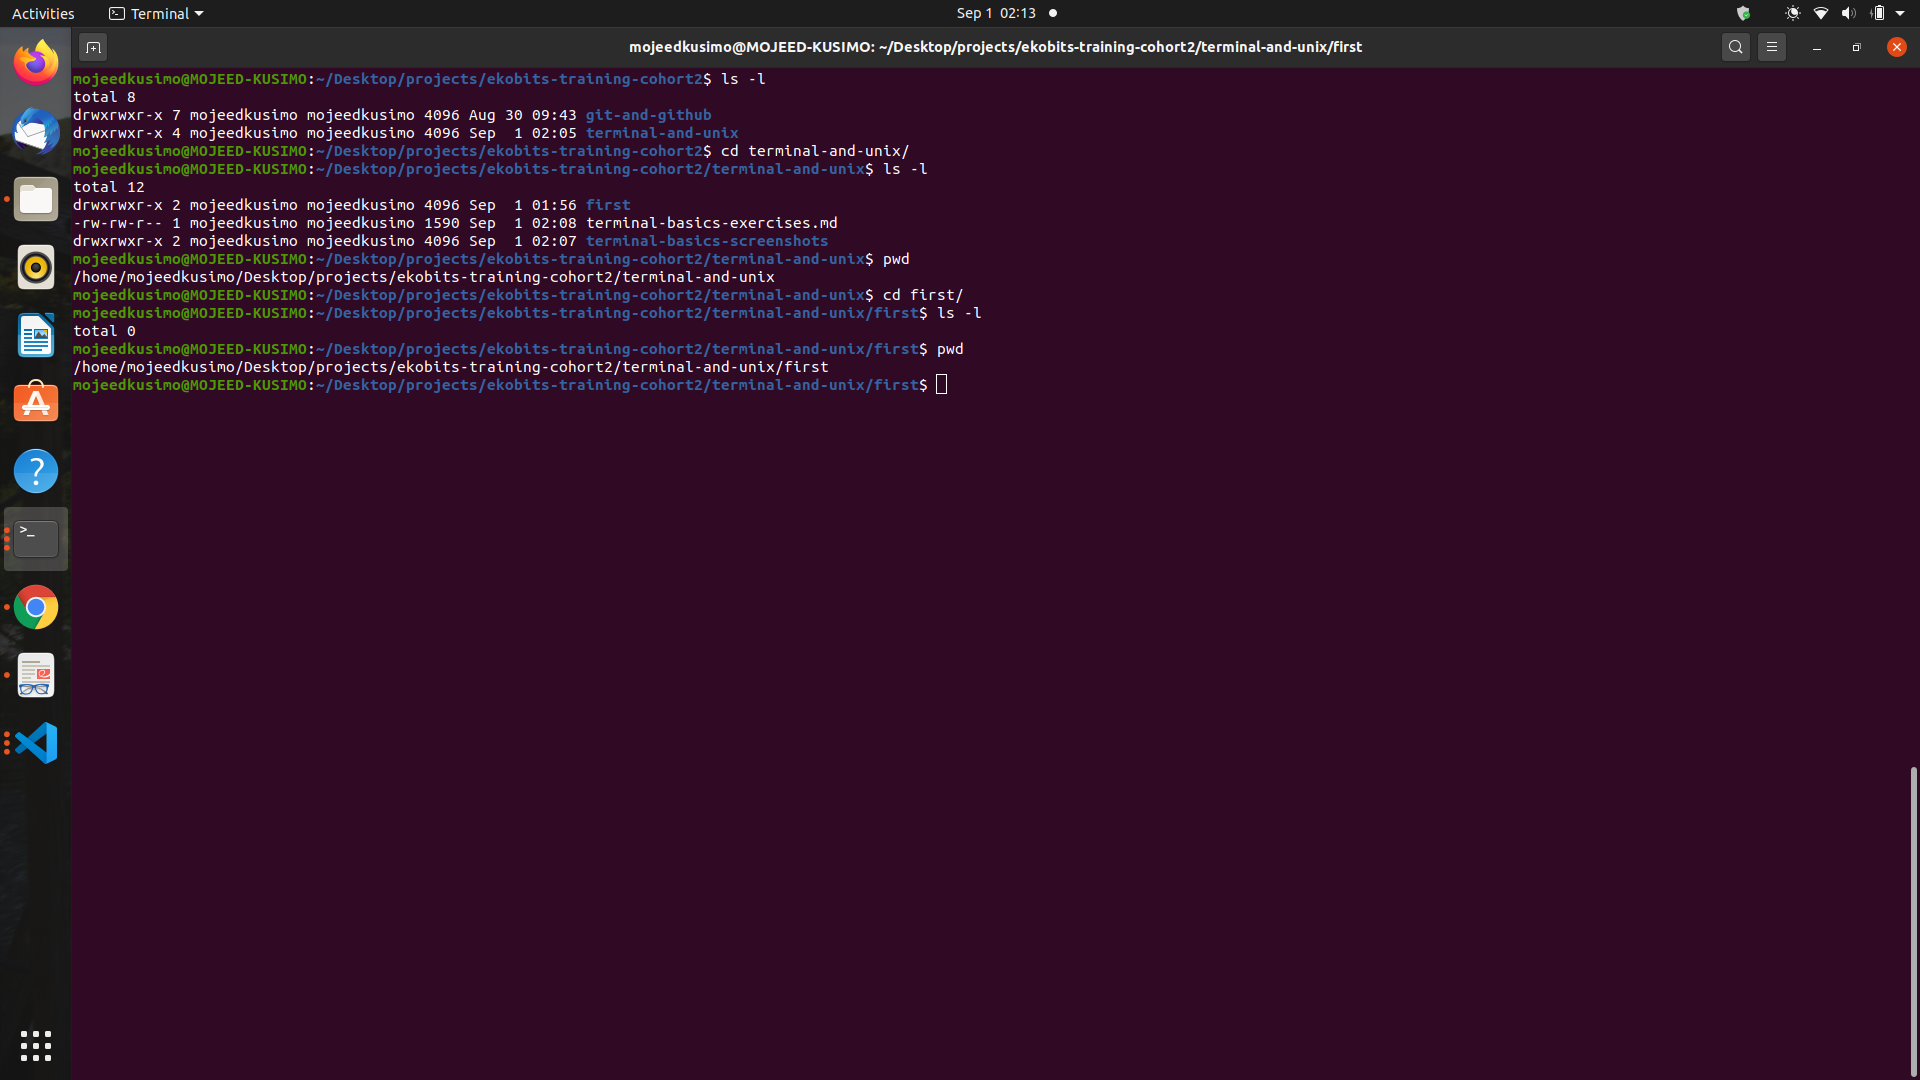 Activities Terminal Sep 1 02:13
mojeedkusimo@MOJEED-KUSIMO: ~/Desktop/projects/ekobits-training-cohort2/terminal-and-unix/first
mojeedkusimo@MOJEED-KUSIMO:~/Desktop/projects/ekobits-training-cohort2$ ls -l
total 8
drwxrwxr-x 7 mojeedkusimo mojeedkusimo 4096 Aug 30 09:43 git-and-github
drwxrwxr-x 4 mojeedkusimo mojeedkusimo 4096 Sep  1 02:05 terminal-and-unix
mojeedkusimo@MOJEED-KUSIMO:~/Desktop/projects/ekobits-training-cohort2$ cd terminal-and-unix/
mojeedkusimo@MOJEED-KUSIMO:~/Desktop/projects/ekobits-training-cohort2/terminal-and-unix$ ls -l
total 12
drwxrwxr-x 2 mojeedkusimo mojeedkusimo 4096 Sep  1 01:56 first
-rw-rw-r-- 1 mojeedkusimo mojeedkusimo 1590 Sep  1 02:08 terminal-basics-exercises.md
drwxrwxr-x 2 mojeedkusimo mojeedkusimo 4096 Sep  1 02:07 terminal-basics-screenshots
mojeedkusimo@MOJEED-KUSIMO:~/Desktop/projects/ekobits-training-cohort2/terminal-and-unix$ pwd
/home/mojeedkusimo/Desktop/projects/ekobits-training-cohort2/terminal-and-unix
mojeedkusimo@MOJEED-KUSIMO:~/Desktop/projects/ekobits-training-cohort2/terminal-and-unix$ cd first/
mojeedkusimo@MOJEED-KUSIMO:~/Desktop/projects/ekobits-training-cohort2/terminal-and-unix/first$ ls -l
total 0
mojeedkusimo@MOJEED-KUSIMO:~/Desktop/projects/ekobits-training-cohort2/terminal-and-unix/first$ pwd
/home/mojeedkusimo/Desktop/projects/ekobits-training-cohort2/terminal-and-unix/first
mojeedkusimo@MOJEED-KUSIMO:~/Desktop/projects/ekobits-training-cohort2/terminal-and-unix/first$